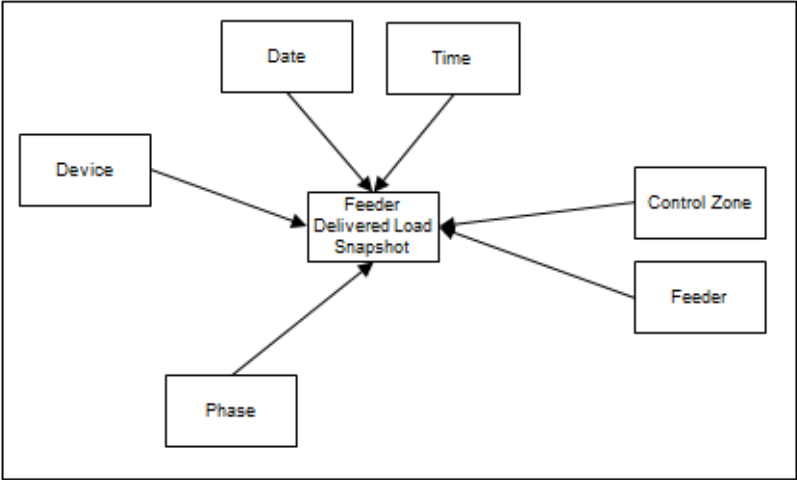 Date
Time
Device
Feeder
Delivered Load
Snapshot
Control Zone
Feeder
Phase